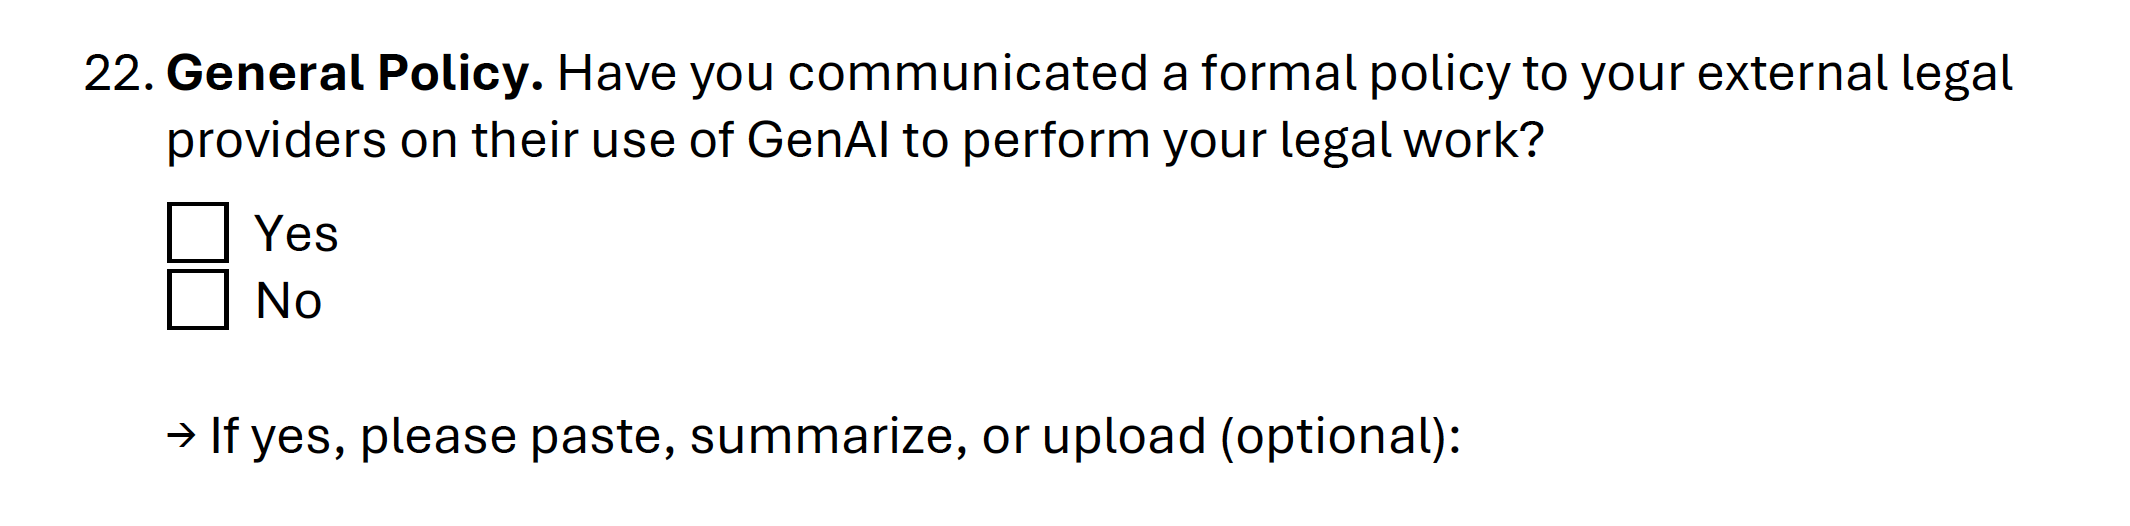 22. General Policy. Have you communicated a formal policy to your external legal
providers on their use of GenAI to perform your legal work?
Yes
No
→ If yes, please paste, summarize, or upload (optional):